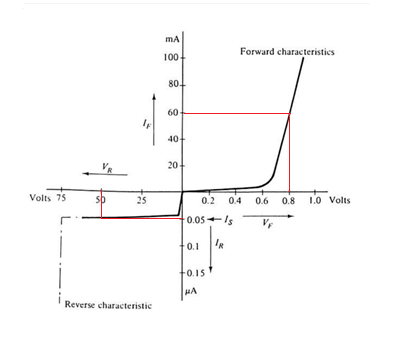 mA
Forward characteristics
100
80
60
I_F
40
20
V_R
Volts 75 50 25
0.2 0.4 0.6 0.8 1.0 Volts
0.05 I_S V_F
0.1 I_R
0.15
μA
Reverse characteristic